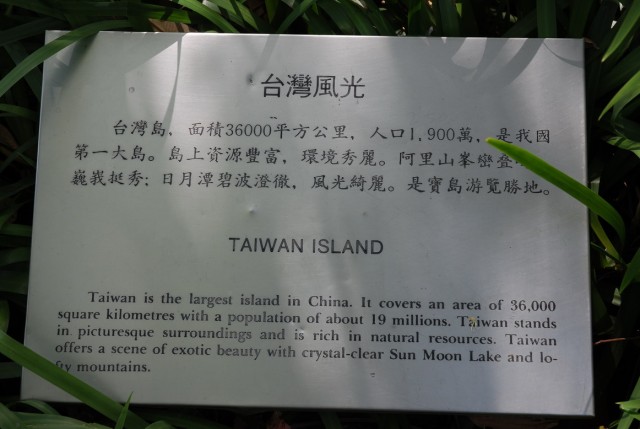 台灣風光
台灣島，面積36000平方公里，人口1,900萬，是我國
第一大島。島上資源豐富，環境秀麗。阿里山峯巒
巍峩挺秀；日月潭碧波澄徹，風光綺麗。是寶島游覽勝地。
TAIWAN ISLAND
Taiwan is the largest island in China. It covers an area of 36,000
square kilometres with a population of about 19 millions. Taiwan stands
in picturesque surroundings and is rich in natural resources. Taiwan
offers a scene of exotic beauty with crystal-clear Sun Moon Lake and lo-
fty mountains.